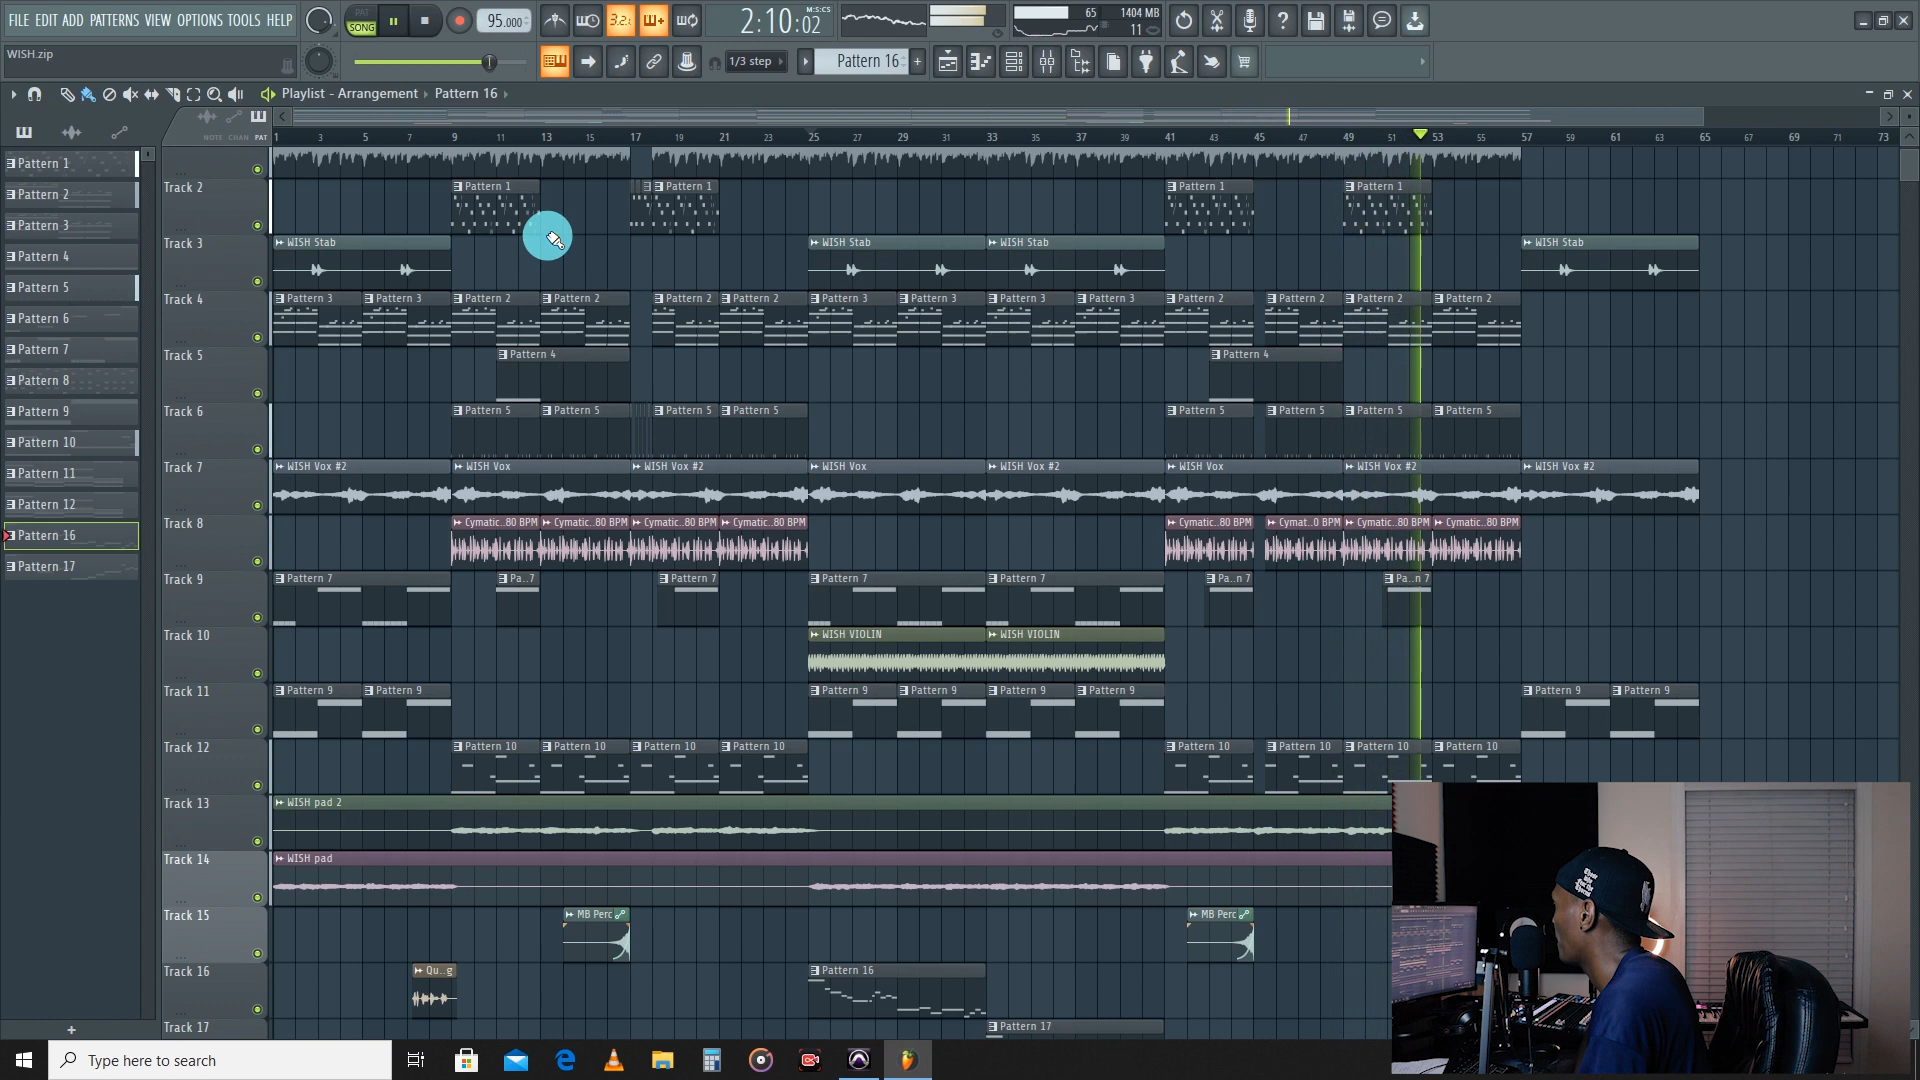 FILE EDIT ADD PATTERNS VIEW OPTIONS TOOLS HELP
PAT
SONG
95.000
3.2.
2:10:02
M:S:CS
65
1404 MB
11
WISH.zip
1/3 step
Pattern 16
Playlist - Arrangement
Pattern 16
NOTE CHAN PAT
1 3 5 7 9 11 13 15 17 19 21 23 25 27 29 31 33 35 37 39 41 43 45 47 49 51 53 55 57 59 61 63 65 67 69 71 73
Pattern 1
Pattern 2
Pattern 3
Pattern 4
Pattern 5
Pattern 6
Pattern 7
Pattern 8
Pattern 9
Pattern 10
Pattern 11
Pattern 12
Pattern 16
Pattern 17
Track 2
Pattern 1 Pattern 1 Pattern 1 Pattern 1
Track 3
WISH Stab WISH Stab WISH Stab WISH Stab
Track 4
Pattern 3 Pattern 3 Pattern 2 Pattern 2 Pattern 2 Pattern 2 Pattern 3 Pattern 3 Pattern 3 Pattern 3 Pattern 2 Pattern 2 Pattern 2 Pattern 2
Track 5
Pattern 4 Pattern 4
Track 6
Pattern 5 Pattern 5 Pattern 5 Pattern 5 Pattern 5 Pattern 5 Pattern 5 Pattern 5
Track 7
WISH Vox #2 WISH Vox WISH Vox #2 WISH Vox WISH Vox #2 WISH Vox WISH Vox #2 WISH Vox #2
Track 8
Cymatic..80 BPM Cymatic..80 BPM Cymatic..80 BPM Cymatic..80 BPM Cymatic..80 BPM Cymat..0 BPM Cymatic..80 BPM Cymatic..80 BPM
Track 9
Pattern 7 Pa..7 Pattern 7 Pattern 7 Pattern 7 Pa..n 7 Pa..n 7
Track 10
WISH VIOLIN WISH VIOLIN
Track 11
Pattern 9 Pattern 9 Pattern 9 Pattern 9 Pattern 9 Pattern 9 Pattern 9 Pattern 9
Track 12
Pattern 10 Pattern 10 Pattern 10 Pattern 10 Pattern 10 Pattern 10 Pattern 10 Pattern 10
Track 13
WISH pad 2
Track 14
WISH pad
Track 15
MB Perc MB Perc
Track 16
Qu..g Pattern 16
Track 17
Pattern 17
Type here to search